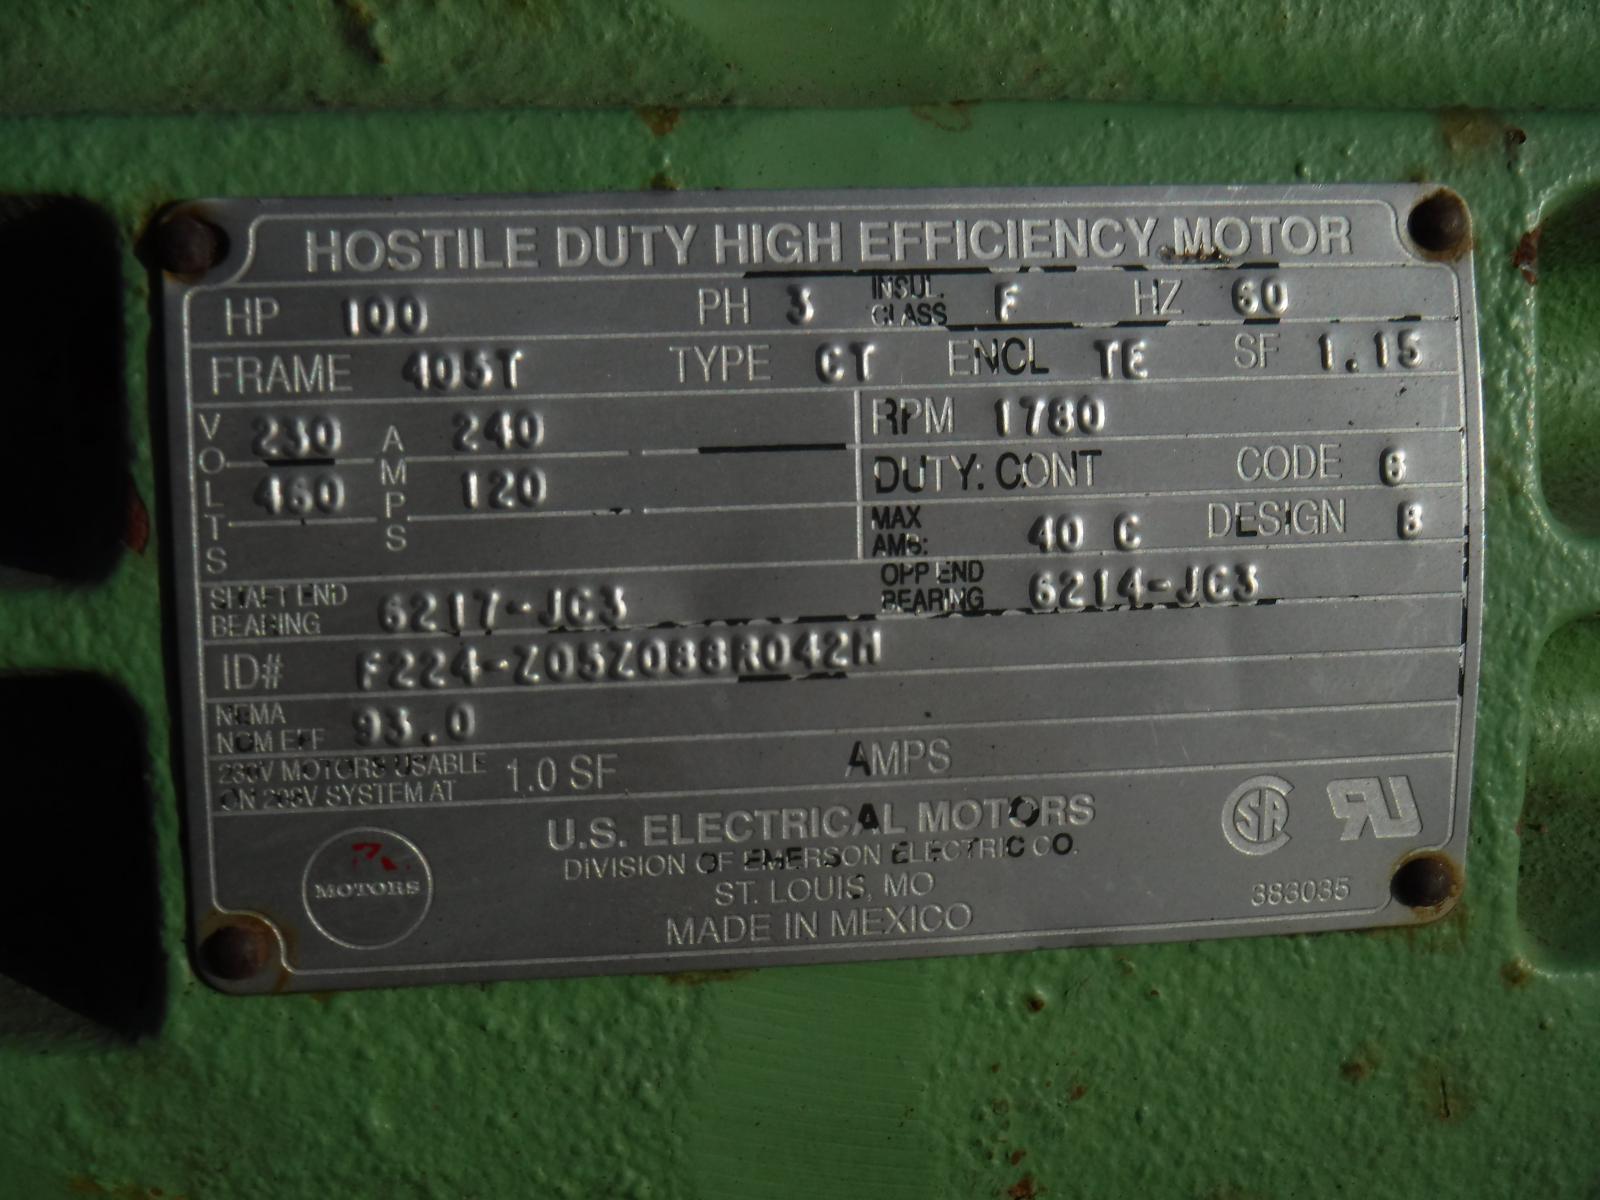 HOSTILE DUTY HIGH EFFICIENCY MOTOR
HP 100 PH 3 INSUL. CLASS F HZ 60
FRAME 405T TYPE CT ENCL TE SF 1.15
VOLTS 230 AMPS 240 RPM 1780
460 120 DUTY: CONT CODE G
MAX AMB: 40 C DESIGN B
SHAFT END BEARING 6217-JC3 OPP END BEARING 6214-JC3
ID# F224-Z05Z088R042M
NEMA NOM EFF 93.0
230V MOTORS USABLE
ON 208V SYSTEM AT 1.0 SF AMPS
U.S. ELECTRICAL MOTORS
DIVISION OF EMERSON ELECTRIC CO.
ST. LOUIS, MO
MADE IN MEXICO
MOTORS
383035